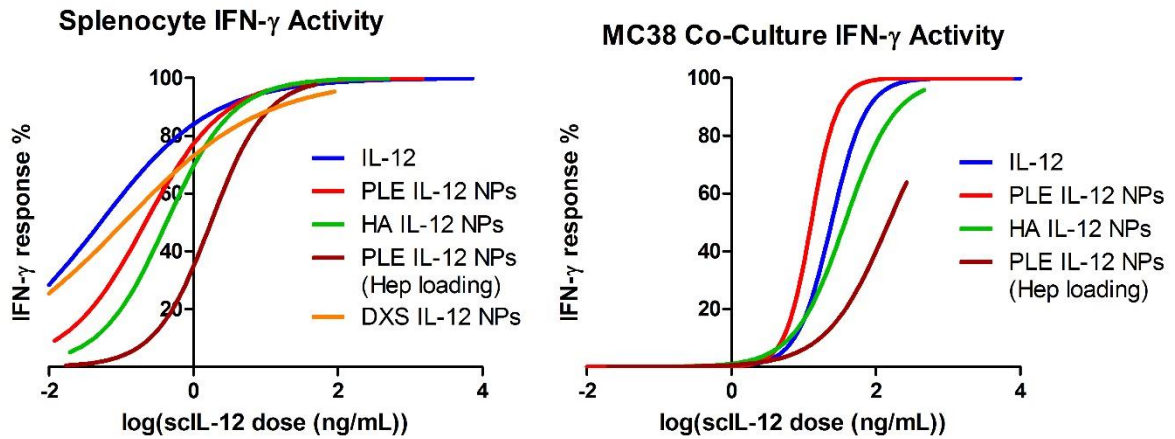 Splenocyte IFN-γ Activity
IFN-γ response %
100
80
60
40
20
-2
0
2
4
log(scIL-12 dose (ng/mL))
IL-12
PLE IL-12 NPs
HA IL-12 NPs
PLE IL-12 NPs
(Hep loading)
DXS IL-12 NPs
MC38 Co-Culture IFN-γ Activity
IFN-γ response %
100
80
60
40
20
-2
0
2
4
log(scIL-12 dose (ng/mL))
IL-12
PLE IL-12 NPs
HA IL-12 NPs
PLE IL-12 NPs
(Hep loading)